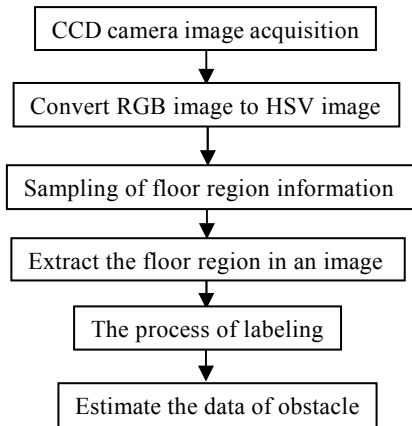 CCD camera image acquisition
Convert RGB image to HSV image
Sampling of floor region information
Extract the floor region in an image
The process of labeling
Estimate the data of obstacle